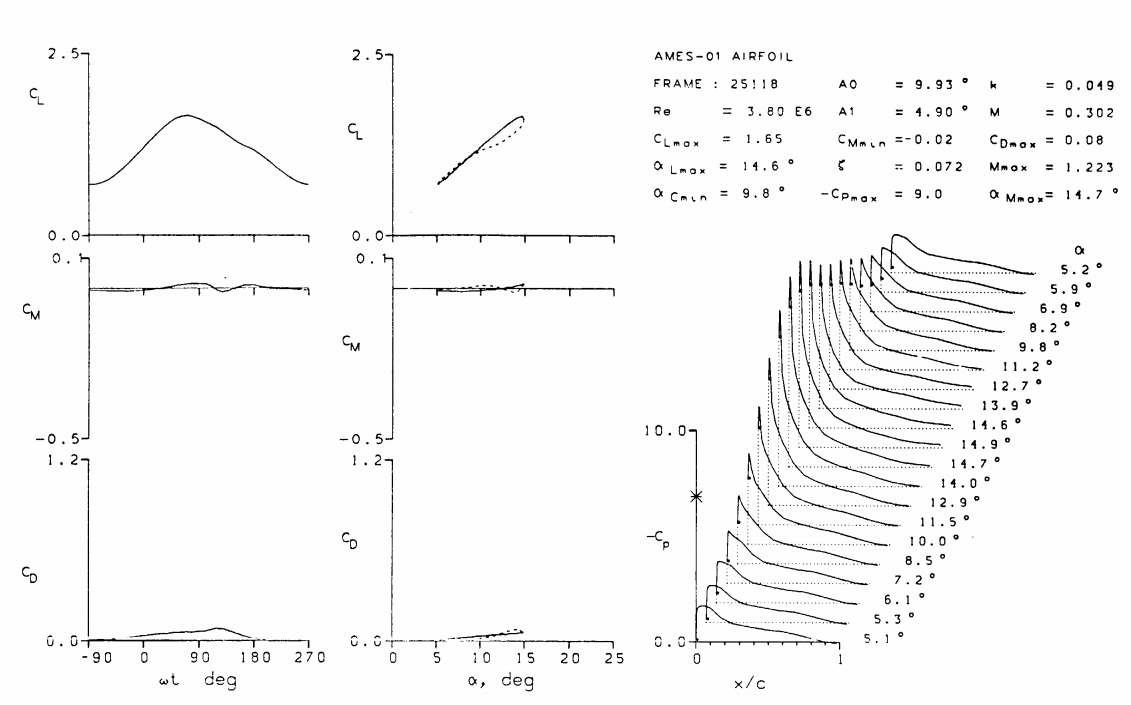 AMES-01 AIRFOIL
FRAME : 25118 A0 = 9.93 ° k = 0.049
Re = 3.80 E6 A1 = 4.90 ° M = 0.302
CLmax = 1.65 CMmin =-0.02 CDmax = 0.08
αLmax = 14.6 ° ζ = 0.072 Mmax = 1.223
αCmin = 9.8 ° -CPmax = 9.0 αMmax= 14.7 °
2.5
CL
0.0
2.5
CL
0.0
0.1
CM
-0.5
0.1
CM
-0.5
1.2
CD
0.0
-90 0 90 180 270
ωt deg
1.2
CD
0.0
0 5 10 15 20 25
α, deg
α
5.2 °
5.9 °
6.9 °
8.2 °
9.8 °
11.2 °
12.7 °
13.9 °
14.6 °
14.9 °
14.7 °
14.0 °
12.9 °
11.5 °
10.0 °
8.5 °
7.2 °
6.1 °
5.3 °
5.1 °
10.0
-Cp
0.0
0 1
x/c